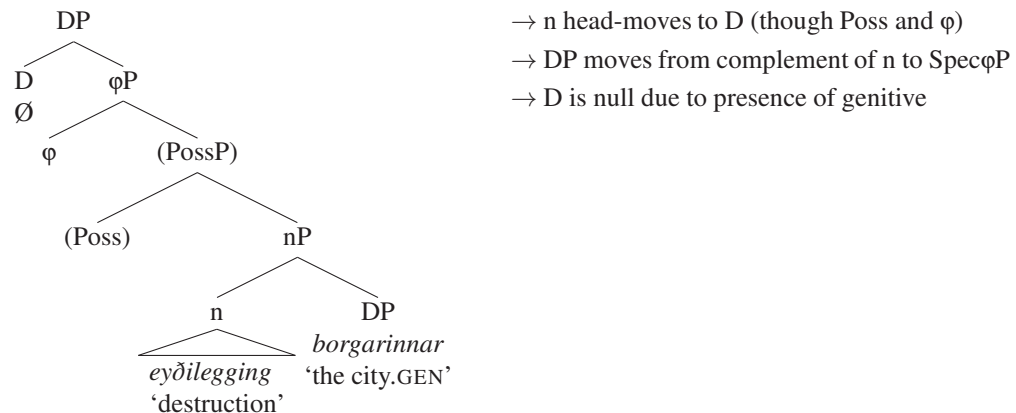 DP
→ n head-moves to D (though Poss and φ)
D φP
→ DP moves from complement of n to SpecφP
Ø
→ D is null due to presence of genitive
φ (PossP)
(Poss) nP
n DP
eyðilegging borgarinnar
‘destruction’ ‘the city.GEN’